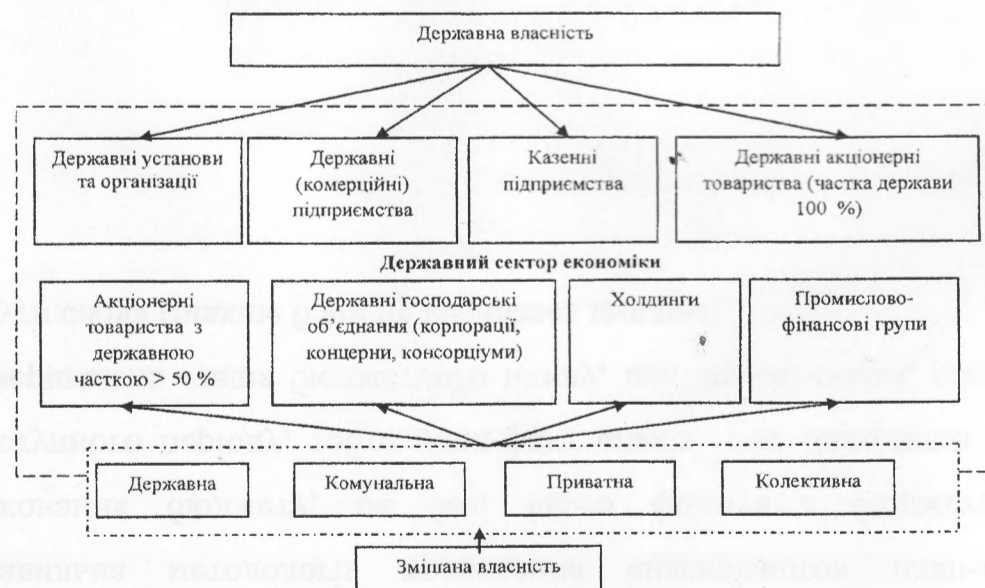 Державна власність
Державні установи
та організації
Державні
(комерційні)
підприємства
Казенні
підприємства
Державні акціонерні
товариства (частка держави
100 %)
Державний сектор економіки
Акціонерні
товариства з
державною
часткою > 50 %
Державні господарські
об’єднання (корпорації,
концерни, консорціуми)
Холдинги
Промислово-
фінансові групи
Державна
Комунальна
Приватна
Колективна
Змішана власність